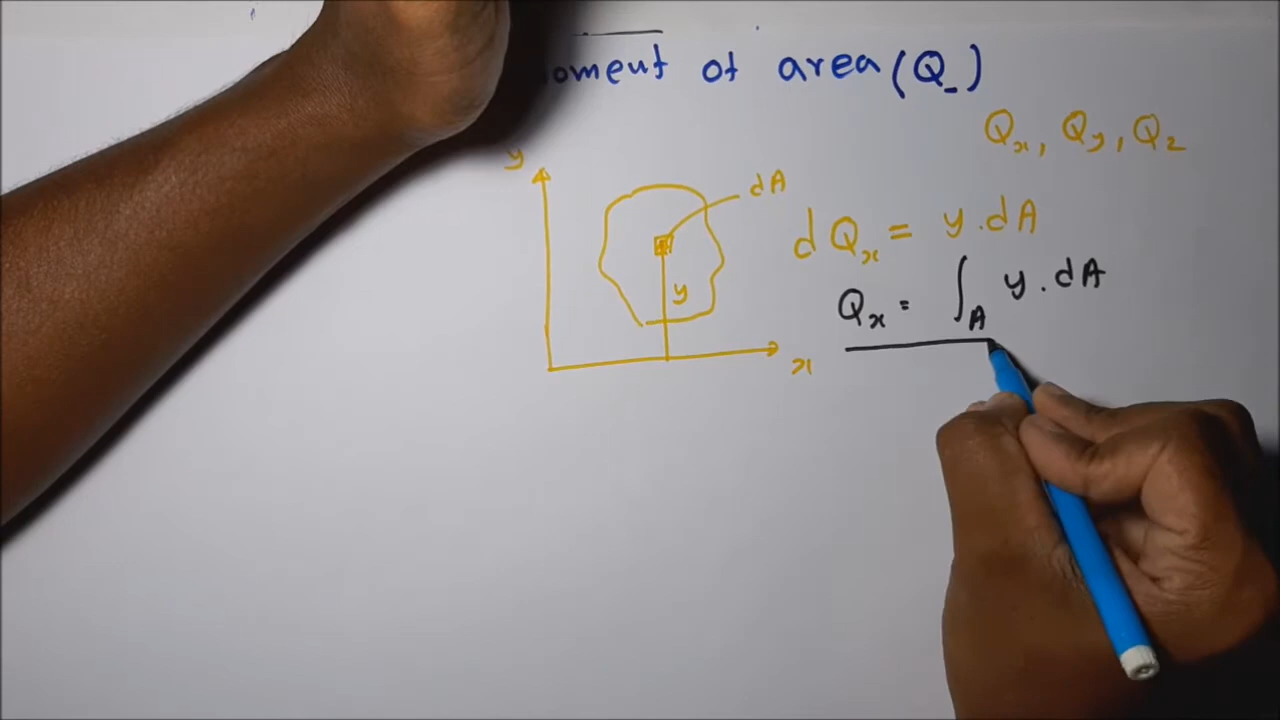 oment of area (Q_)
Qx, Qy, Qz
y
dA
dQx = y.dA
y
Qx = ∫A y.dA
x